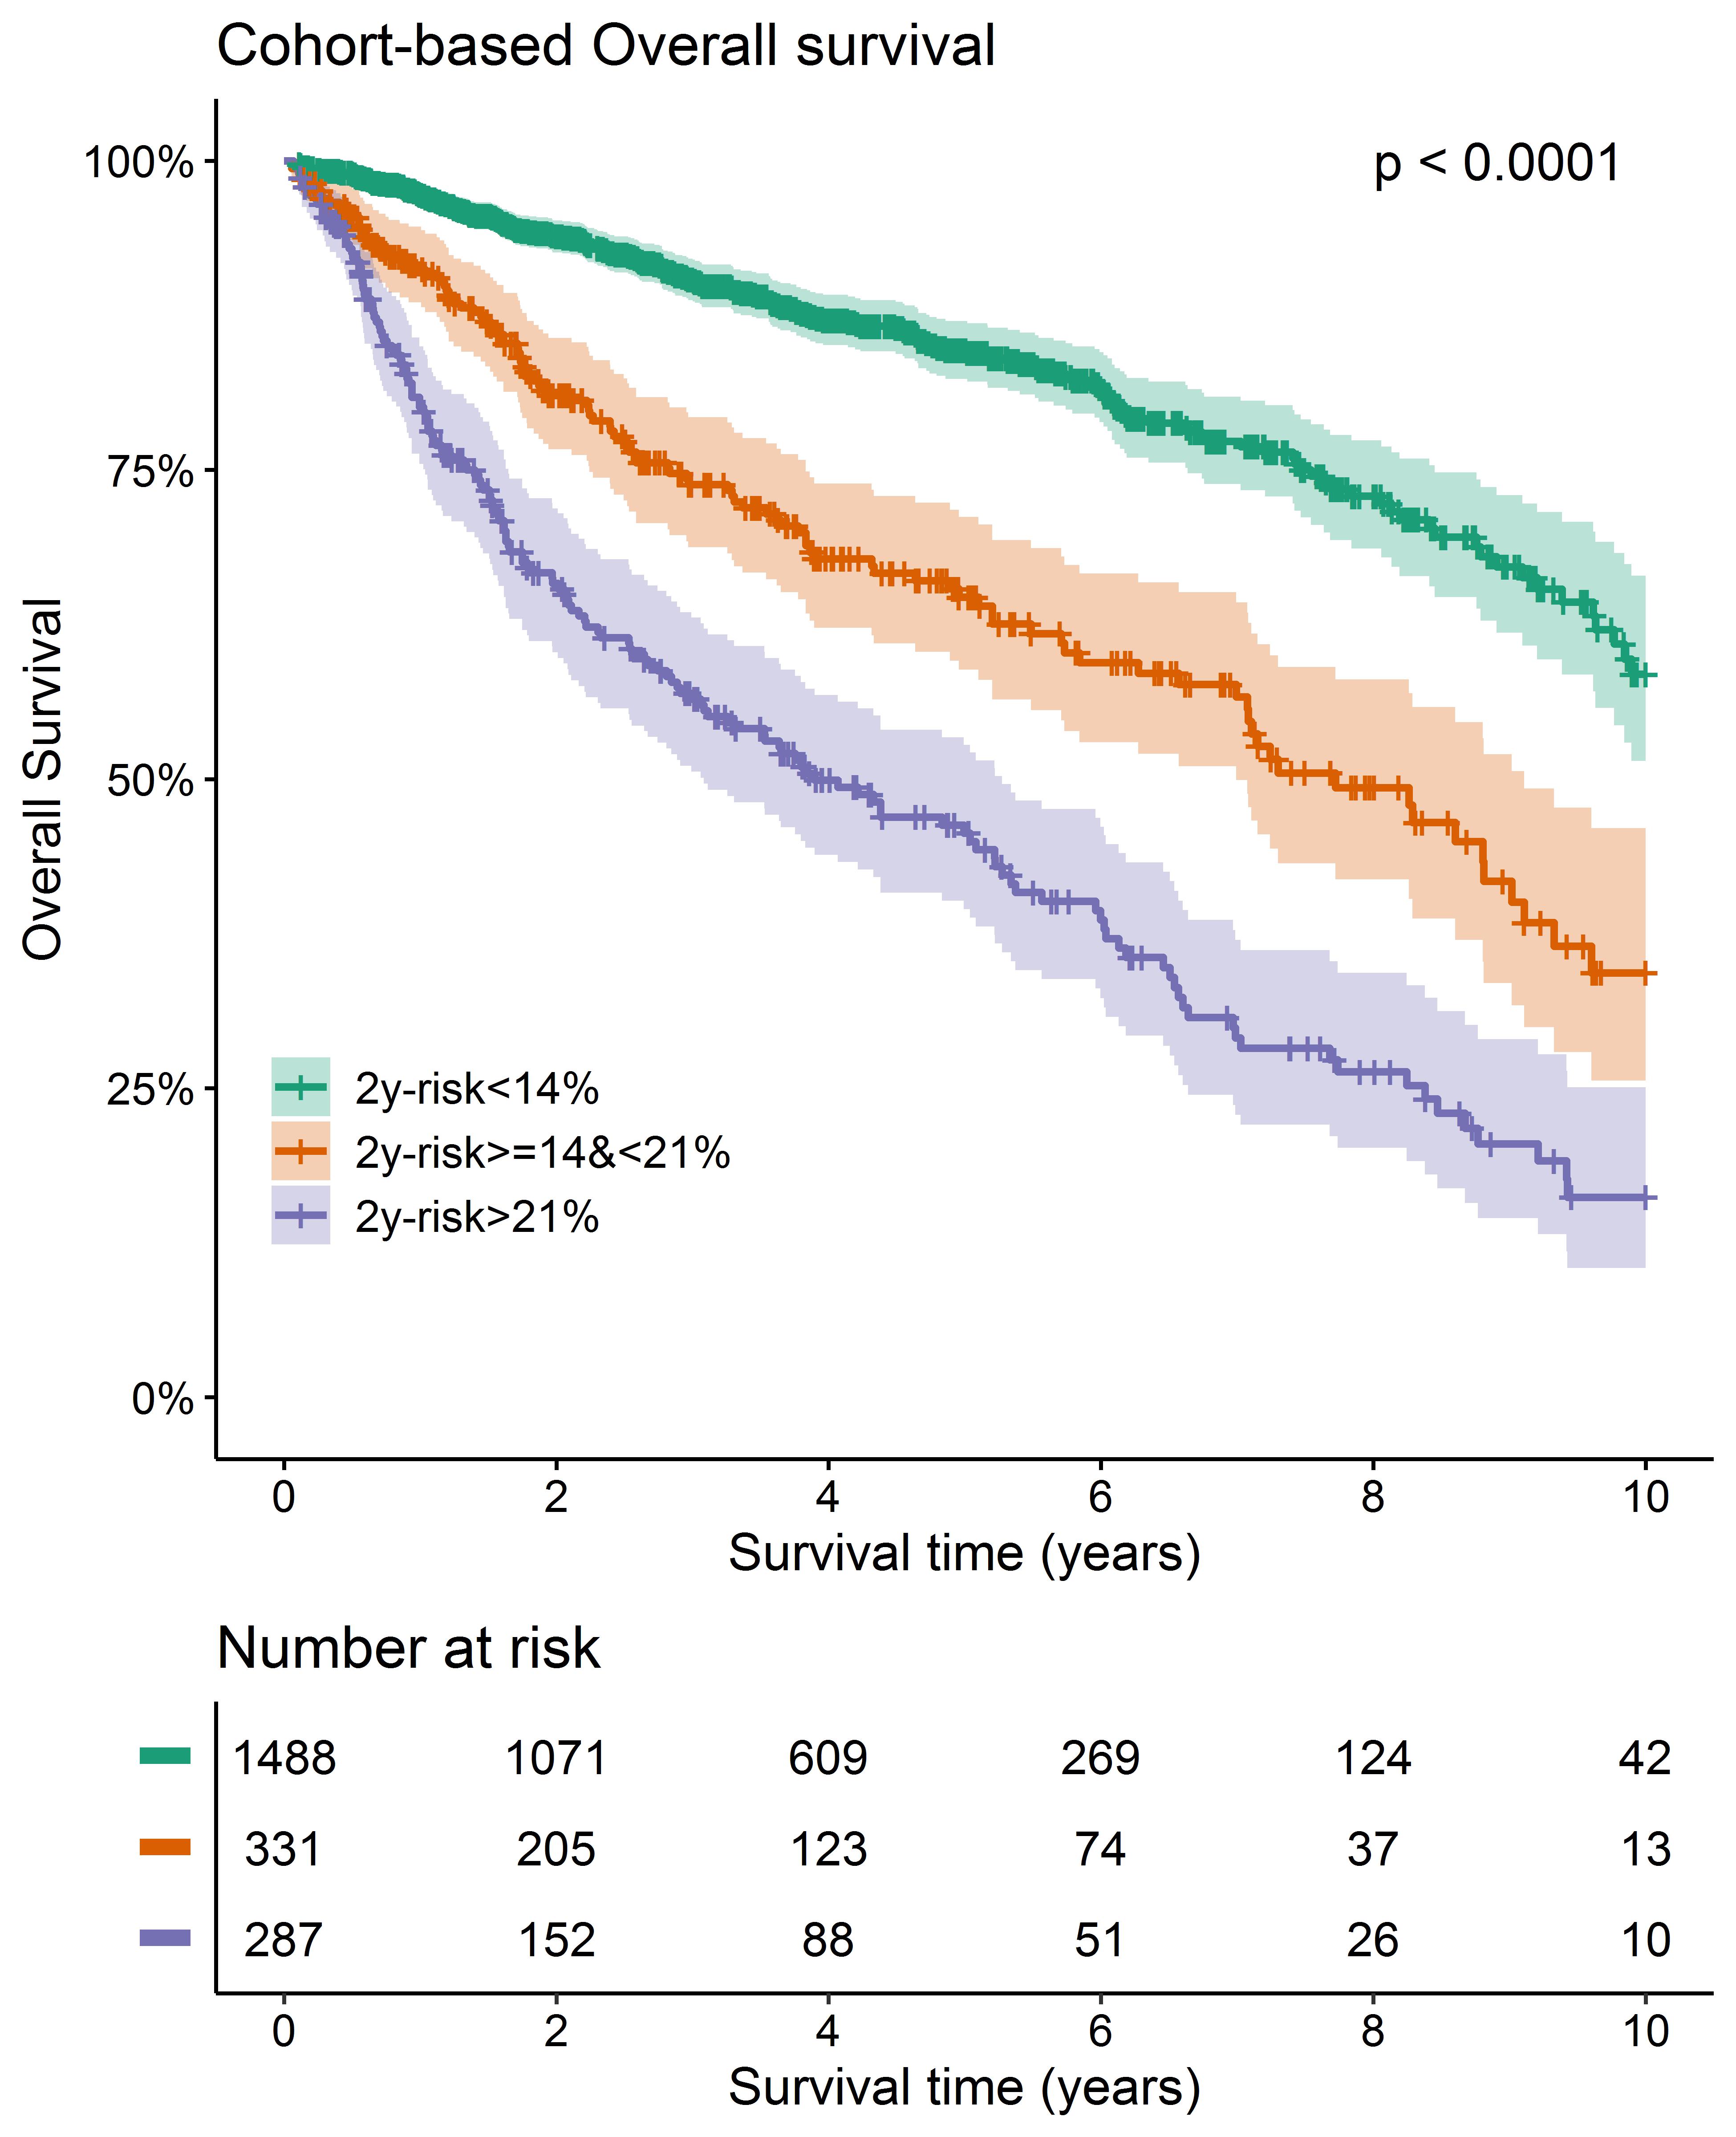 Cohort-based Overall survival
p < 0.0001
100%
75%
50%
25%
0%
Overall Survival
2y-risk<14%
2y-risk>=14&<21%
2y-risk>21%
0 2 4 6 8 10
Survival time (years)
Number at risk
1488 1071 609 269 124 42
331 205 123 74 37 13
287 152 88 51 26 10
0 2 4 6 8 10
Survival time (years)